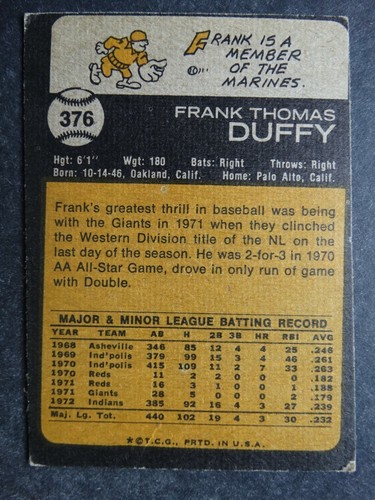 FRANK IS A
MEMBER
OF THE
MARINES.
376
FRANK THOMAS
DUFFY
Hgt: 6'1" Wgt: 180 Bats: Right Throws: Right
Born: 10-14-46, Oakland, Calif. Home: Palo Alto, Calif.
Frank's greatest thrill in baseball was being
with the Giants in 1971 when they clinched
the Western Division title of the NL on the
last day of the season. He was 2-for-3 in 1970
AA All-Star Game, drove in only run of game
with Double.
MAJOR & MINOR LEAGUE BATTING RECORD
YEAR TEAM AB H 2B 3B HR RBI AVG
1968 Asheville 346 85 12 4 4 25 .246
1969 Ind'polis 379 99 15 3 4 46 .261
1970 Ind'polis 415 109 11 2 7 33 .263
1970 Reds 11 2 2 0 0 0 .182
1971 Reds 16 3 1 0 0 1 .188
1971 Giants 28 5 0 0 0 2 .179
1972 Indians 385 92 16 4 3 27 .239
Maj. Lg. Tot. 440 102 19 4 3 30 .232
*©T.C.G., PRTD. IN U.S.A.